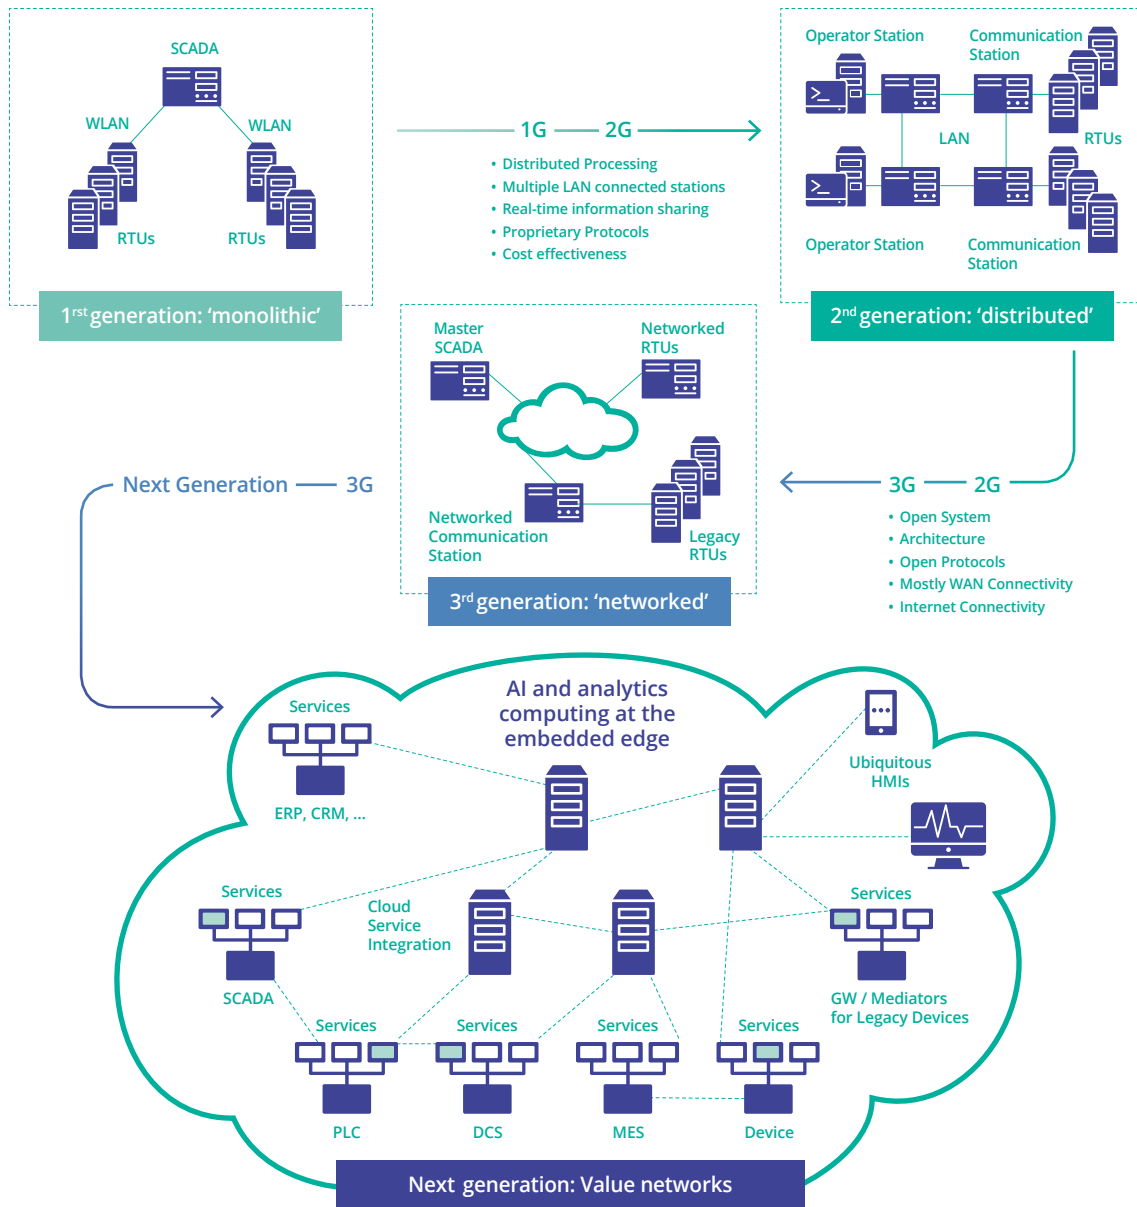 SCADA
WLAN
WLAN
RTUs
RTUs
1rst generation: ‘monolithic’
1G
2G
• Distributed Processing
• Multiple LAN connected stations
• Real-time information sharing
• Proprietary Protocols
• Cost effectiveness
Operator Station
Communication
Station
LAN
RTUs
Operator Station
Communication
Station
2nd generation: ‘distributed’
Master
SCADA
Networked
RTUs
Networked
Communication
Station
Legacy
RTUs
3rd generation: ‘networked’
3G
2G
• Open System
• Architecture
• Open Protocols
• Mostly WAN Connectivity
• Internet Connectivity
Next Generation
3G
AI and analytics
computing at the
embedded edge
Services
ERP, CRM, ...
Ubiquitous
HMIs
Services
SCADA
Cloud
Service
Integration
Services
GW / Mediators
for Legacy Devices
Services
PLC
Services
DCS
Services
MES
Services
Device
Next generation: Value networks